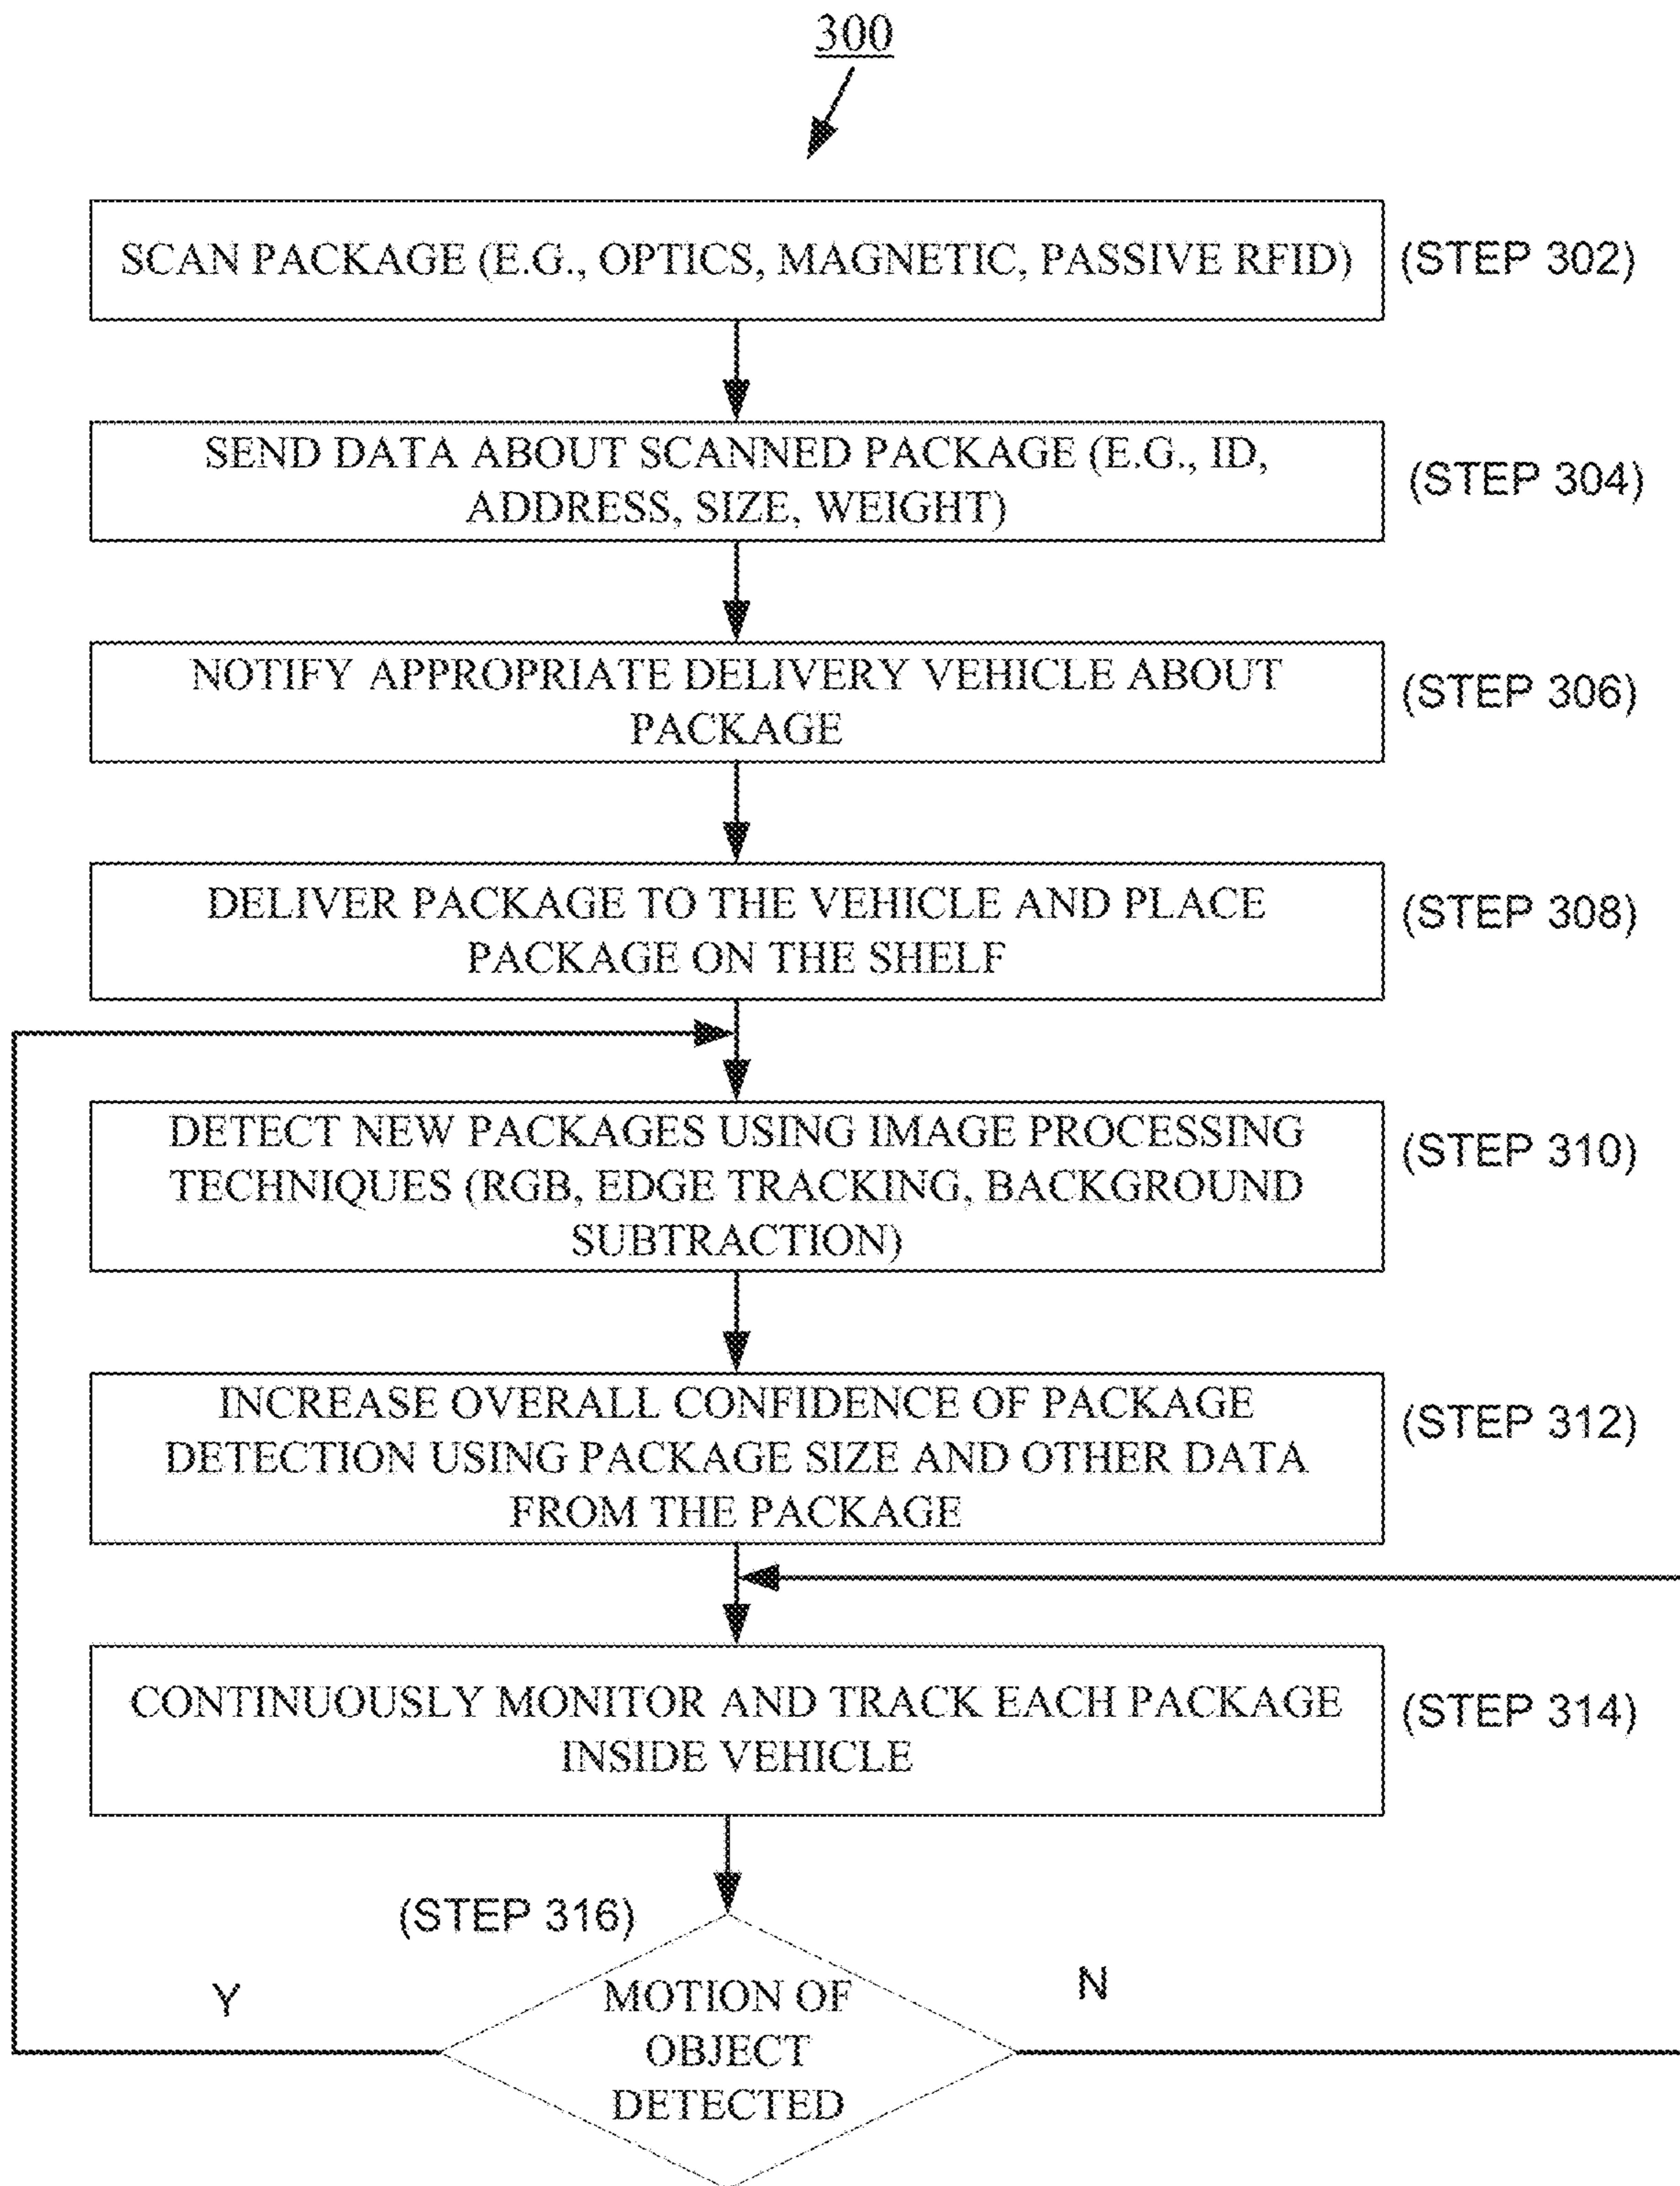 300
SCAN PACKAGE (E.G., OPTICS, MAGNETIC, PASSIVE RFID)
(STEP 302)
SEND DATA ABOUT SCANNED PACKAGE (E.G., ID,
ADDRESS, SIZE, WEIGHT)
(STEP 304)
NOTIFY APPROPRIATE DELIVERY VEHICLE ABOUT
PACKAGE
(STEP 306)
DELIVER PACKAGE TO THE VEHICLE AND PLACE
PACKAGE ON THE SHELF
(STEP 308)
DETECT NEW PACKAGES USING IMAGE PROCESSING
TECHNIQUES (RGB, EDGE TRACKING, BACKGROUND
SUBTRACTION)
(STEP 310)
INCREASE OVERALL CONFIDENCE OF PACKAGE
DETECTION USING PACKAGE SIZE AND OTHER DATA
FROM THE PACKAGE
(STEP 312)
CONTINUOUSLY MONITOR AND TRACK EACH PACKAGE
INSIDE VEHICLE
(STEP 314)
(STEP 316)
Y
MOTION OF
OBJECT
DETECTED
N